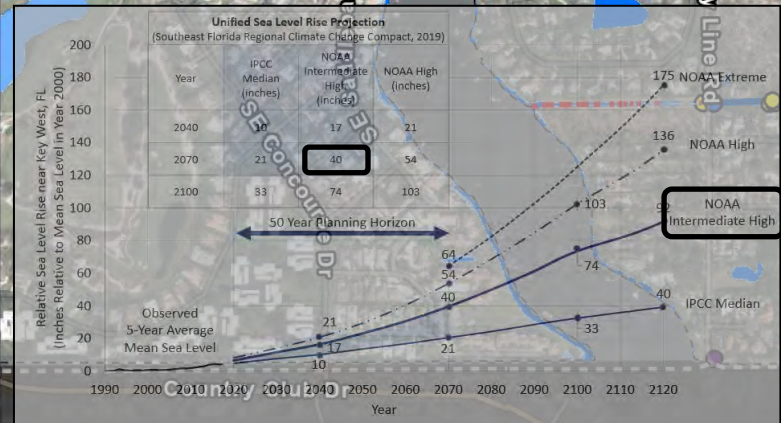 Unified Sea Level Rise Projection
(Southeast Florida Regional Climate Change Compact, 2019)
Year
IPCC Median (inches)
NOAA Intermediate High (inches)
NOAA High (inches)
2040 10 17 21
2070 21 40 54
2100 33 74 103
50 Year Planning Horizon
Relative Sea Level Rise near Key West, FL
(Inches Relative to Mean Sea Level in Year 2000)
200
180
160
140
120
100
80
60
40
20
0
Observed
5-Year Average
Mean Sea Level
175 NOAA Extreme
136
NOAA High
103
92
NOAA
Intermediate High
74
64
54
40
40
IPCC Median
33
21
21
17
10
1990 2000 2010 2020 2030 2040 2050 2060 2070 2080 2090 2100 2110 2120
Year
SE Concourse Dr
Country Club Dr
Line Rd